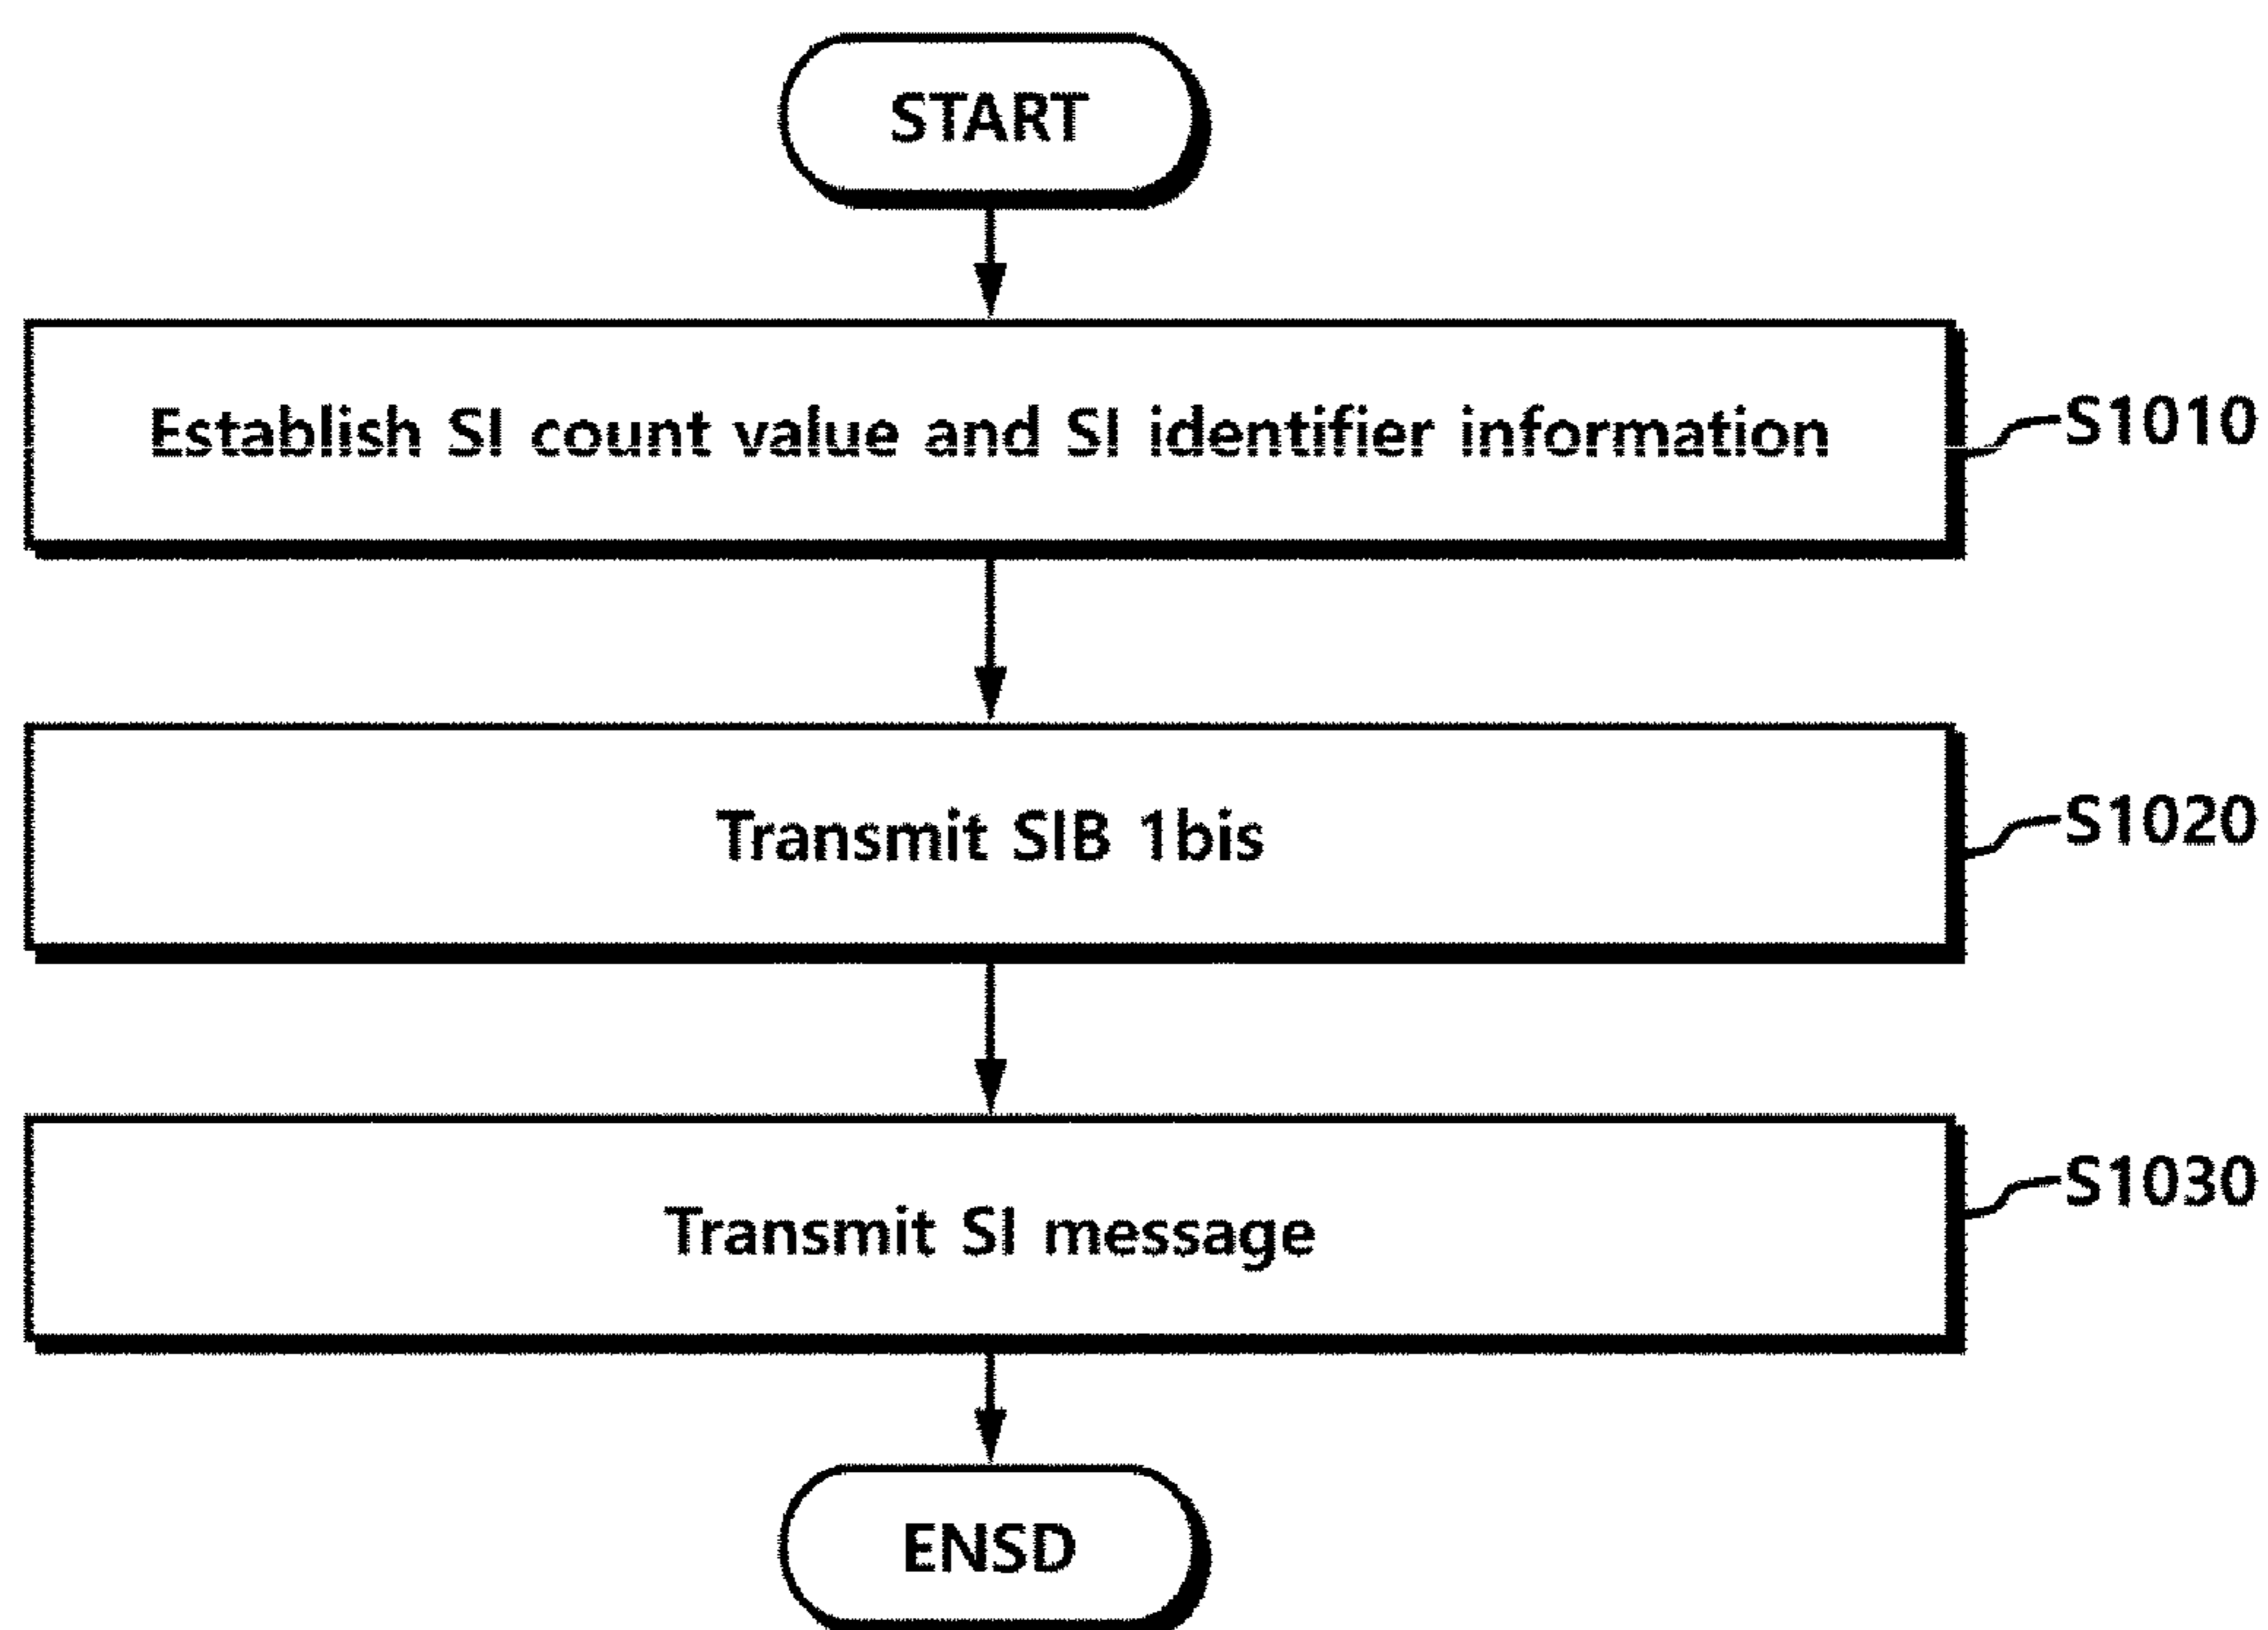 START
Establish SI count value and SI identifier information
S1010
Transmit SIB 1bis
S1020
Transmit SI message
S1030
ENSD